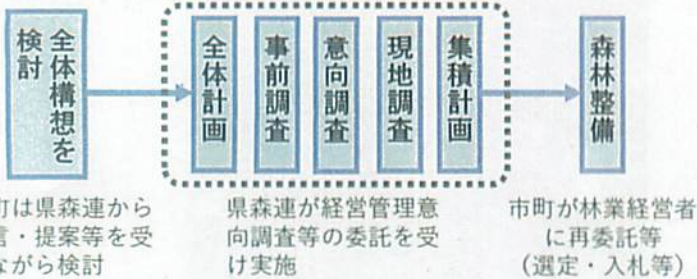 全体構想を
検討
全体計画
事前調査
意向調査
現地調査
集積計画
森林整備
町は県森連から
言・提案等を受
ながら検討
県森連が経営管理意
向調査等の委託を受
け実施
市町が林業経営者
に再委託等
(選定・入札等)